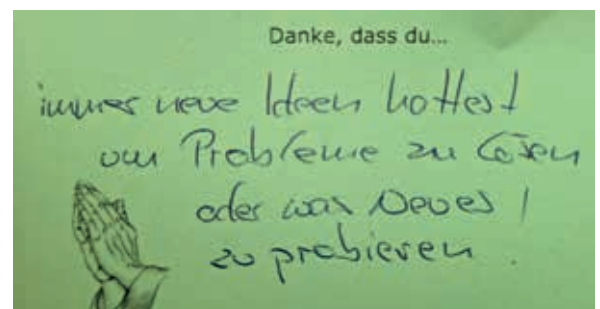 Danke, dass du...
immer neue Ideen hattest
um Probleme zu lösen
oder was Neues
zu probieren.